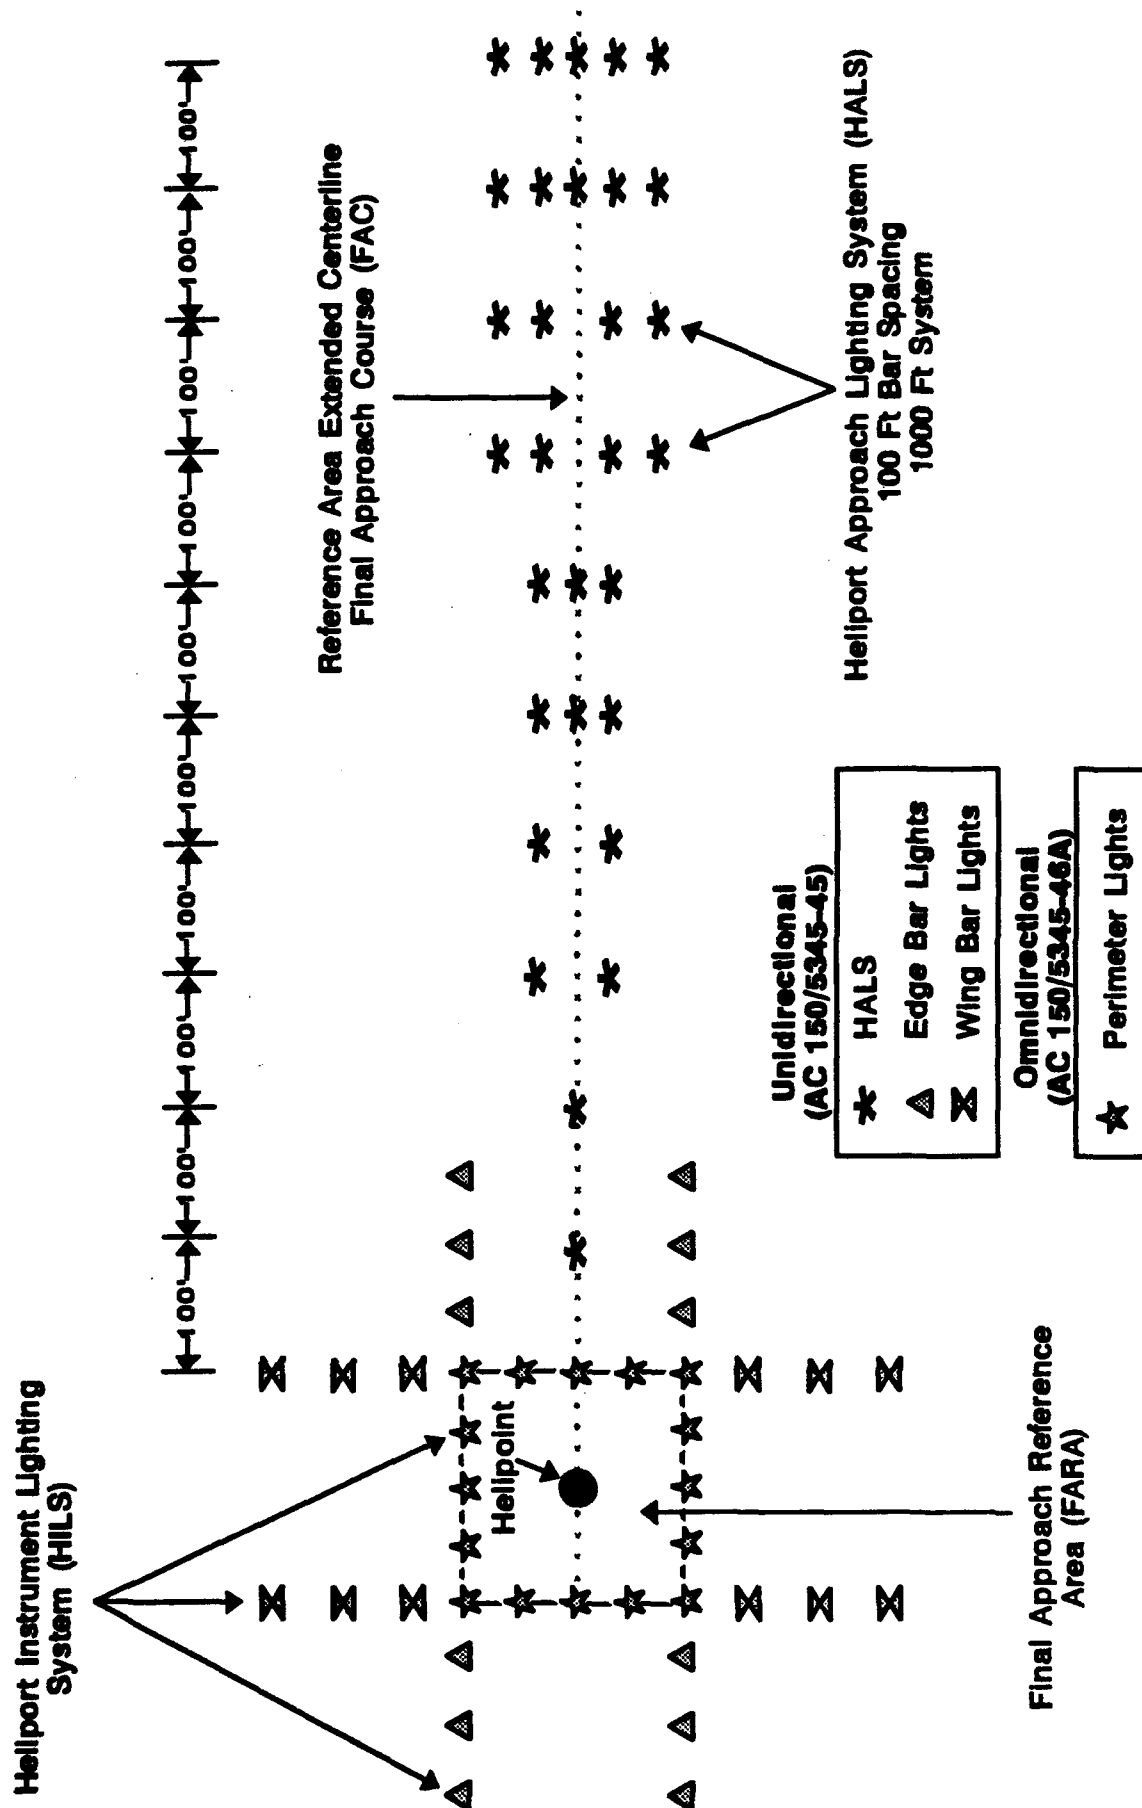 Heliport Instrument Lighting
System (HILS)
100'
100'
100'
100'
100'
100'
100'
100'
100'
100'
Reference Area Extended Centerline
Final Approach Course (FAC)
Helipoint
Final Approach Reference
Area (FARA)
Unidirectional
(AC 150/5345-45)
HALS
Edge Bar Lights
Wing Bar Lights
Omnidirectional
(AC 150/5345-46A)
Perimeter Lights
Heliport Approach Lighting System (HALS)
100 Ft Bar Spacing
1000 Ft System